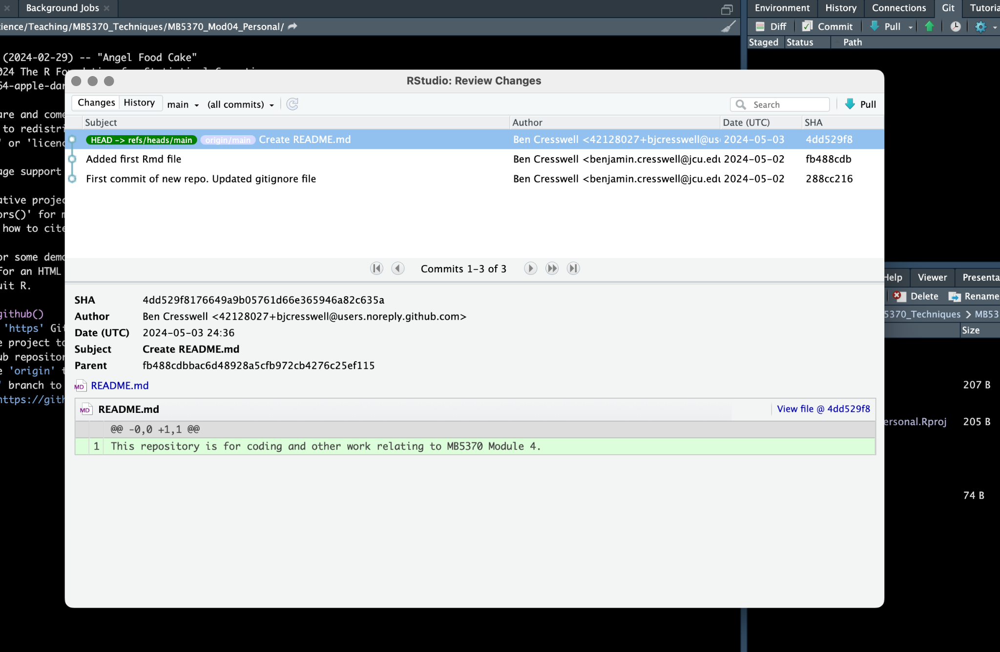 Background Jobs
Environment History Connections Git
ience/Teaching/MB5370_Techniques/MB5370_Mod04_Personal/
Diff Commit Pull
Staged Status Path
(2024-02-29) -- "Angel Food Cake"
024 The R
64-apple-dar
RStudio: Review Changes
Changes History main (all commits) Search Pull
are and come
Subject Author Date (UTC) SHA
to redistri
HEAD -> refs/heads/main origin/main Create README.md Ben Cresswell <42128027+bjcresswell@us 2024-05-03 4dd529f8
' or 'licenc
Added first Rmd file Ben Cresswell <benjamin.cresswell@jcu.edu 2024-05-02 fb488cdb
age support
First commit of new repo. Updated gitignore file Ben Cresswell <benjamin.cresswell@jcu.edu 2024-05-02 288cc216
ative projec
ors()' for m
how to cite
or some demo
for an HTML
Commits 1-3 of 3
uit R.
Help Viewer Presenta
Delete Rename
SHA 4dd529f8176649a9b05761d66e365946a82c635a
github()
Author Ben Cresswell <42128027+bjcresswell@users.noreply.github.com>
5370_Techniques MB53
'https' Git
Size
Date (UTC) 2024-05-03 24:36
e project to
Subject Create README.md
ub repositor
Parent fb488cdbbac6d48928a5cfb972cb4276c25ef115
e 'origin' t
' branch to
README.md
207 B
https://gith
README.md View file @ 4dd529f8
ersonal.Rproj 205 B
@@ -0,0 +1,1 @@
1 This repository is for coding and other work relating to MB5370 Module 4.
74 B